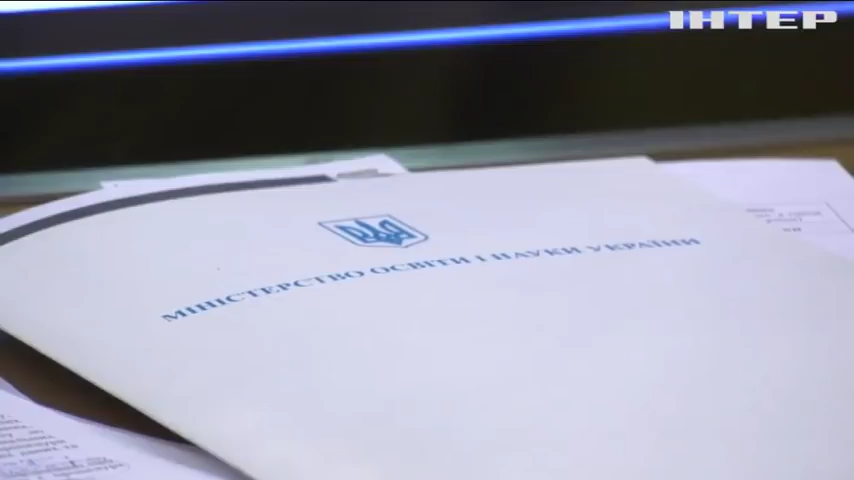 ІНТЕР
МІНІСТЕРСТВО ОСВІТИ І НАУКИ УКРАЇНИ